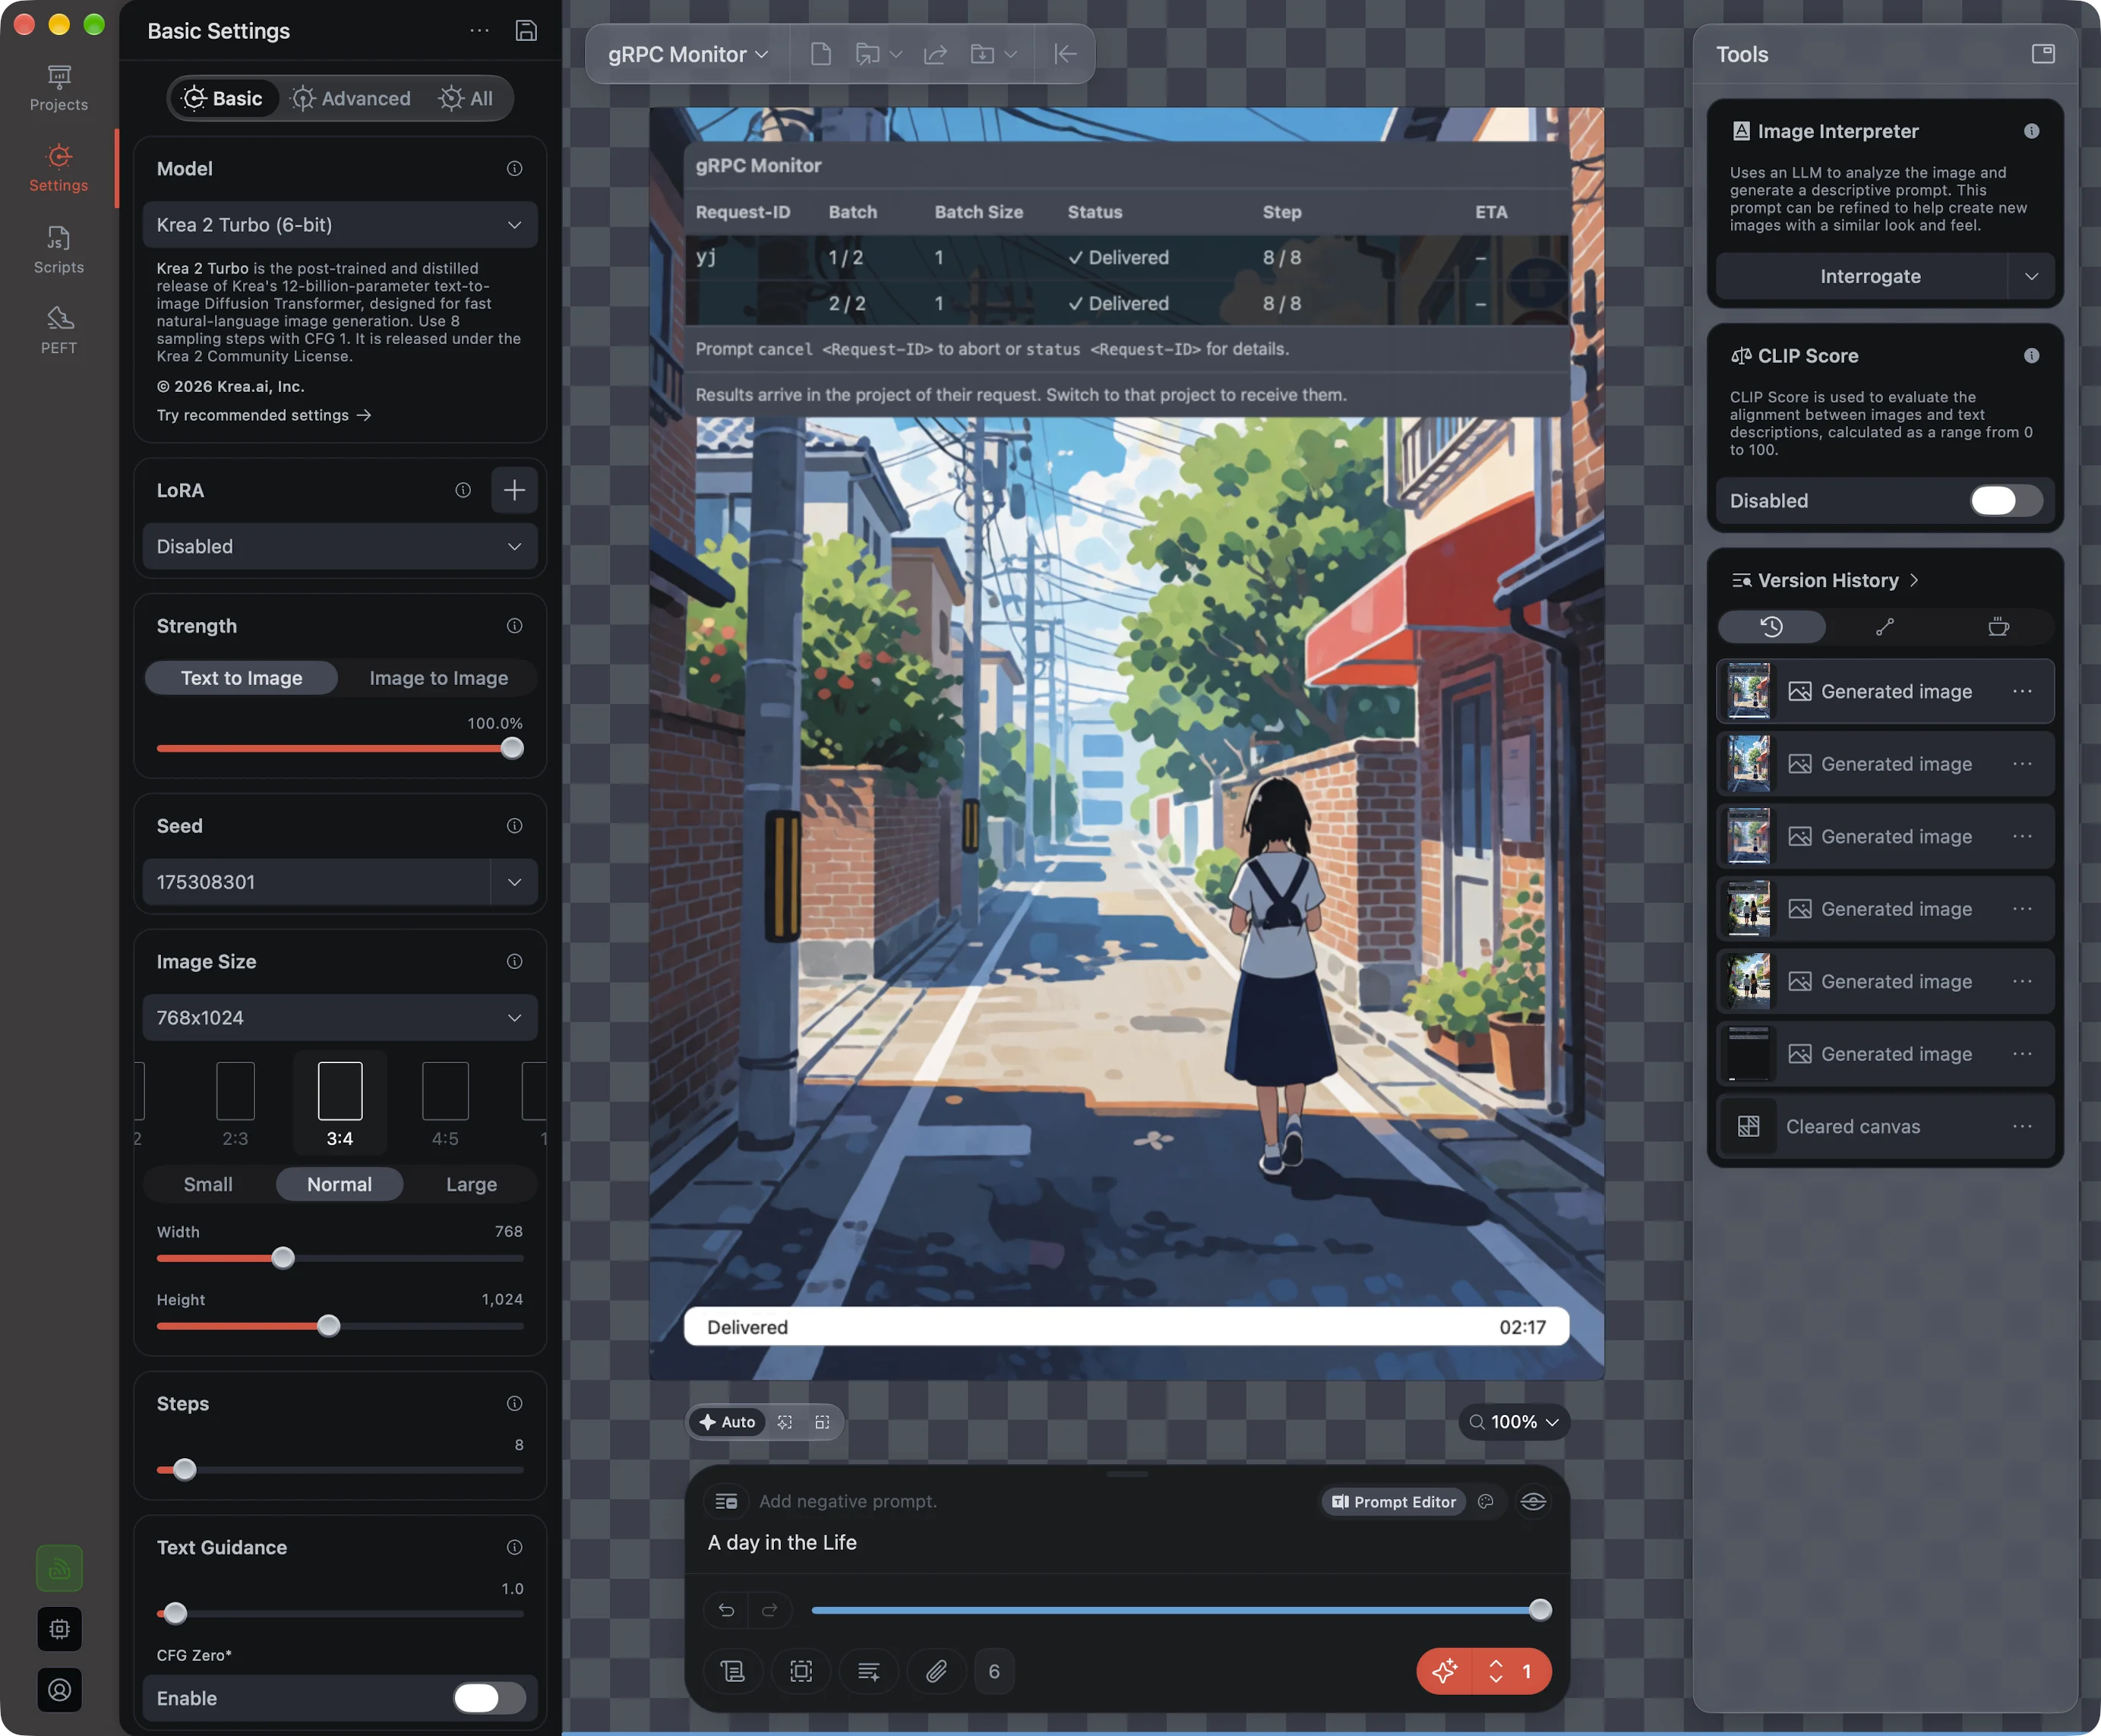 Basic Settings
Projects
Settings
Scripts
PEFT
Basic
Advanced
All
Model
Krea 2 Turbo (6-bit)
Krea 2 Turbo is the post-trained and distilled
release of Krea's 12-billion-parameter text-to-
image Diffusion Transformer, designed for fast
natural-language image generation. Use 8
sampling steps with CFG 1. It is released under the
Krea 2 Community License.
© 2026 Krea.ai, Inc.
Try recommended settings →
LoRA
Disabled
Strength
Text to Image
Image to Image
100.0%
Seed
175308301
Image Size
768x1024
2
2:3
3:4
4:5
1
Small
Normal
Large
Width
768
Height
1,024
Steps
8
Text Guidance
1.0
CFG Zero*
Enable
gRPC Monitor
gRPC Monitor
Request-ID Batch Batch Size Status Step ETA
yj 1 / 2 1 ✓ Delivered 8 / 8 –
2 / 2 1 ✓ Delivered 8 / 8 –
Prompt cancel <Request-ID> to abort or status <Request-ID> for details.
Results arrive in the project of their request. Switch to that project to receive them.
Delivered 02:17
Auto
100%
Add negative prompt.
Prompt Editor
A day in the Life
6
1
Tools
Image Interpreter
Uses an LLM to analyze the image and
generate a descriptive prompt. This
prompt can be refined to help create new
images with a similar look and feel.
Interrogate
CLIP Score
CLIP Score is used to evaluate the
alignment between images and text
descriptions, calculated as a range from 0
to 100.
Disabled
Version History
Generated image
Generated image
Generated image
Generated image
Generated image
Generated image
Cleared canvas